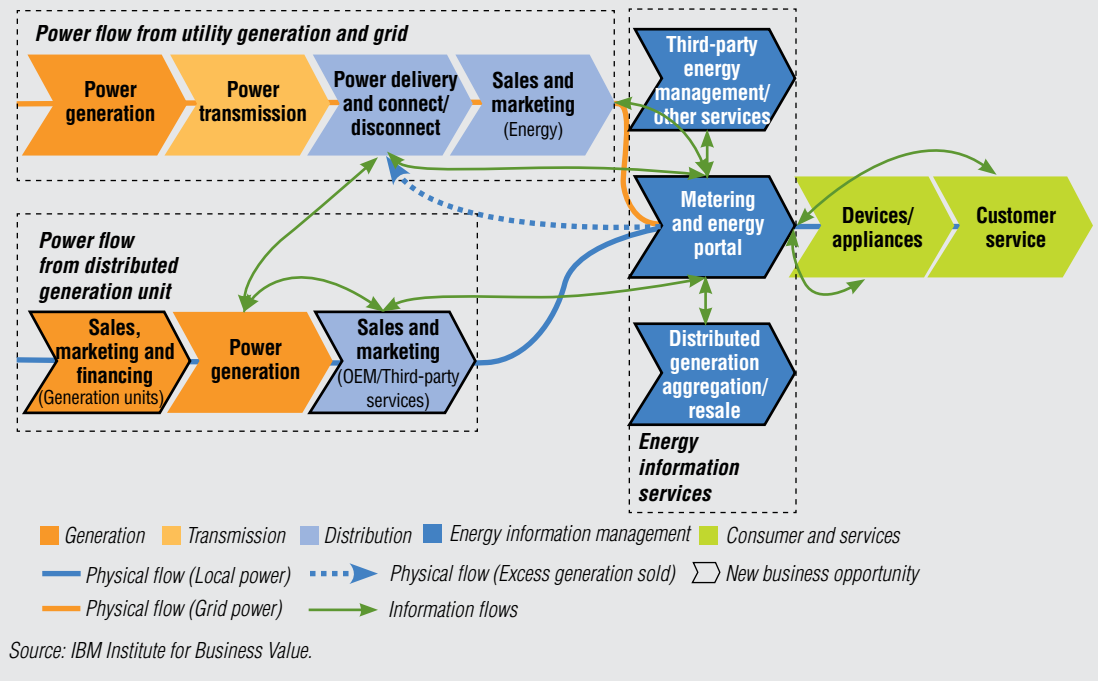 Power flow from utility generation and grid
Power
generation
Power
transmission
Power delivery
and connect/
disconnect
Sales and
marketing
(Energy)
Third-party
energy
management/
other services
Metering
and energy
portal
Devices/
appliances
Customer
service
Power flow
from distributed
generation unit
Sales,
marketing and
financing
(Generation units)
Power
generation
Sales and
marketing
(OEM/Third-party
services)
Distributed
generation
aggregation/
resale
Energy
information
services
Generation
Transmission
Distribution
Energy information management
Consumer and services
Physical flow (Local power)
Physical flow (Excess generation sold)
New business opportunity
Physical flow (Grid power)
Information flows
Source: IBM Institute for Business Value.